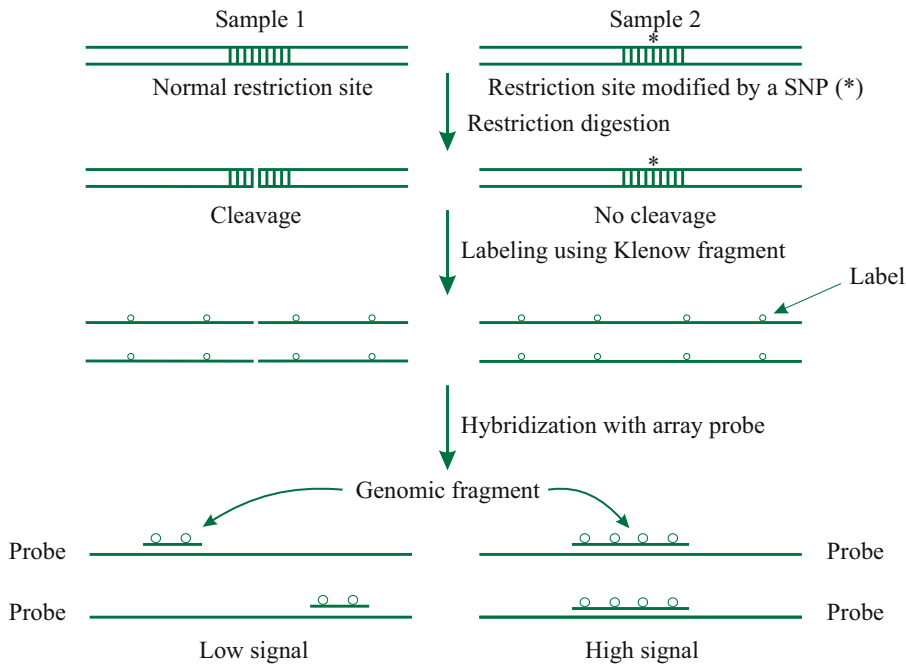 Sample 1
Sample 2
*
Normal restriction site
Restriction site modified by a SNP (*)
Restriction digestion
*
Cleavage
No cleavage
Labeling using Klenow fragment
Label
Hybridization with array probe
Genomic fragment
Probe
Probe
Probe
Probe
Low signal
High signal